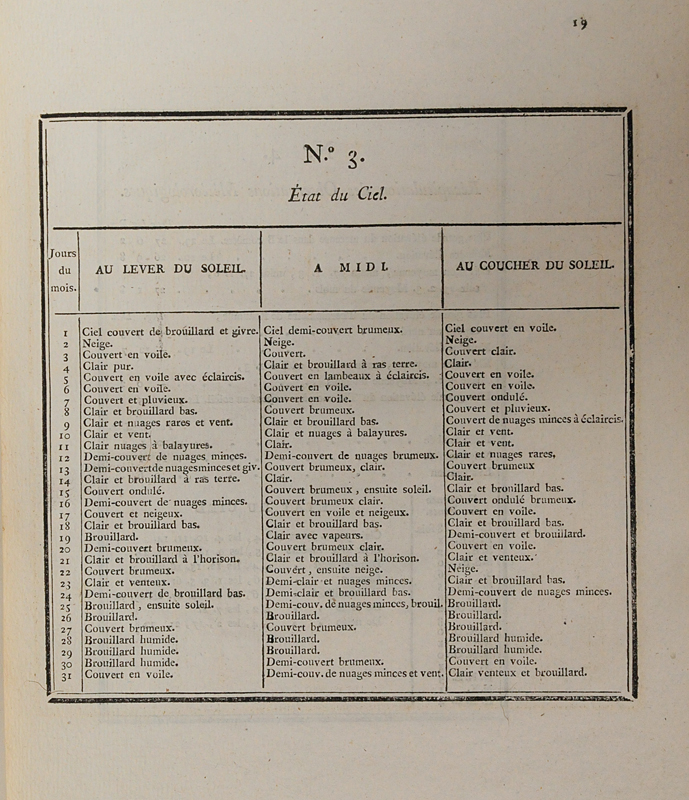 19
N.º 3.
État du Ciel.
Jours du mois. AU LEVER DU SOLEIL. A MIDI. AU COUCHER DU SOLEIL.
1 Ciel couvert de brouillard et givre. Ciel demi-couvert brumeux. Ciel couvert en voile.
2 Neige. Neige. Neige.
3 Couvert en voile. Couvert. Couvert clair.
4 Clair pur. Clair et brouillard à ras terre. Clair.
5 Couvert en voile avec éclaircis. Couvert en lambeaux à éclaircis. Couvert en voile.
6 Couvert en voile. Couvert en voile. Couvert en voile.
7 Couvert et pluvieux. Couvert en voile. Couvert ondulé.
8 Clair et brouillard bas. Couvert brumeux. Couvert et pluvieux.
9 Clair et nuages rares et vent. Clair et brouillard bas. Couvert de nuages minces à éclaircis.
10 Clair et vent. Clair et nuages à balayures. Clair et vent.
11 Clair nuages à balayures. Clair. Clair et vent.
12 Demi-couvert de nuages minces. Demi-couvert de nuages brumeux. Clair et nuages rares.
13 Demi-couvert de nuages minces et giv. Couvert brumeux, clair. Couvert brumeux
14 Clair et brouillard à ras terre. Clair. Clair.
15 Couvert ondulé. Couvert brumeux, ensuite soleil. Clair et brouillard bas.
16 Demi-couvert de nuages minces. Couvert brumeux clair. Couvert ondulé brumeux.
17 Couvert et neigeux. Couvert en voile et neigeux. Couvert en voile.
18 Clair et brouillard bas. Clair et brouillard bas. Clair et brouillard bas.
19 Brouillard. Clair avec vapeurs. Demi-couvert et brouillard.
20 Demi-couvert brumeux. Couvert brumeux clair. Couvert en voile.
21 Clair et brouillard à l'horison. Clair et brouillard à l'horison. Clair et venteux.
22 Couvert brumeux. Couvert, ensuite neige. Neige.
23 Clair et venteux. Demi-clair et nuages minces. Clair et brouillard bas.
24 Demi-couvert de brouillard bas. Demi-clair et brouillard bas. Demi-couvert de nuages minces.
25 Brouillard, ensuite soleil. Demi-couv. de nuages minces, brouil. Brouillard.
26 Brouillard. Brouillard. Brouillard.
27 Couvert brumeux. Couvert brumeux. Brouillard.
28 Brouillard humide. Brouillard. Brouillard humide.
29 Brouillard humide. Brouillard. Brouillard humide.
30 Brouillard humide. Demi-couvert brumeux. Couvert en voile.
31 Couvert en voile. Demi-couv. de nuages minces et vent. Clair venteux et brouillard.